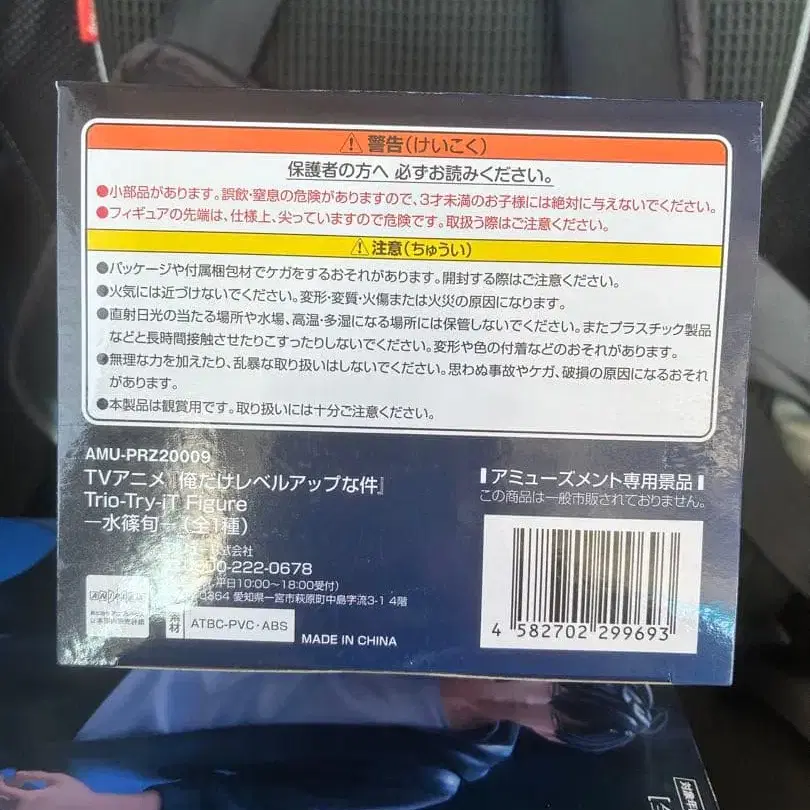 ⚠警告(けいこく)
保護者の方へ 必ずお読みください。
●小部品があります。誤飲・窒息の危険がありますので、3才未満のお子様には絶対に与えないでください。
●フィギュアの先端は、仕様上、尖っていますので危険です。取扱う際はご注意ください。
⚠注意(ちゅうい)
●パッケージや付属梱包材でケガをするおそれがあります。開封する際はご注意ください。
●火気には近づけないでください。変形・変質・火傷または火災の原因になります。
●直射日光の当たる場所や水場、高温・多湿になる場所には保管しないでください。またプラスチック製品
などと長時間接触させたりこすったりしないでください。変形や色の付着などのおそれがあります。
●無理な力を加えたり、乱暴な取り扱いはしないでください。思わぬ事故やケガ、破損の原因になるおそれ
があります。
●本製品は観賞用です。取り扱いには十分ご注意ください。
AMU-PRZ20009
TVアニメ『俺だけレベルアップな件』
Trio-Try-iT Figure
―水篠旬―(全1種)
式会社
00-222-0678
平日10:00～18:00受付)
0364 愛知県一宮市萩原町中島字流3-1 4階
素材 ATBC-PVC・ABS
MADE IN CHINA
アミューズメント専用景品
この商品は一般市販されておりません。
4 582702 299693
対象年